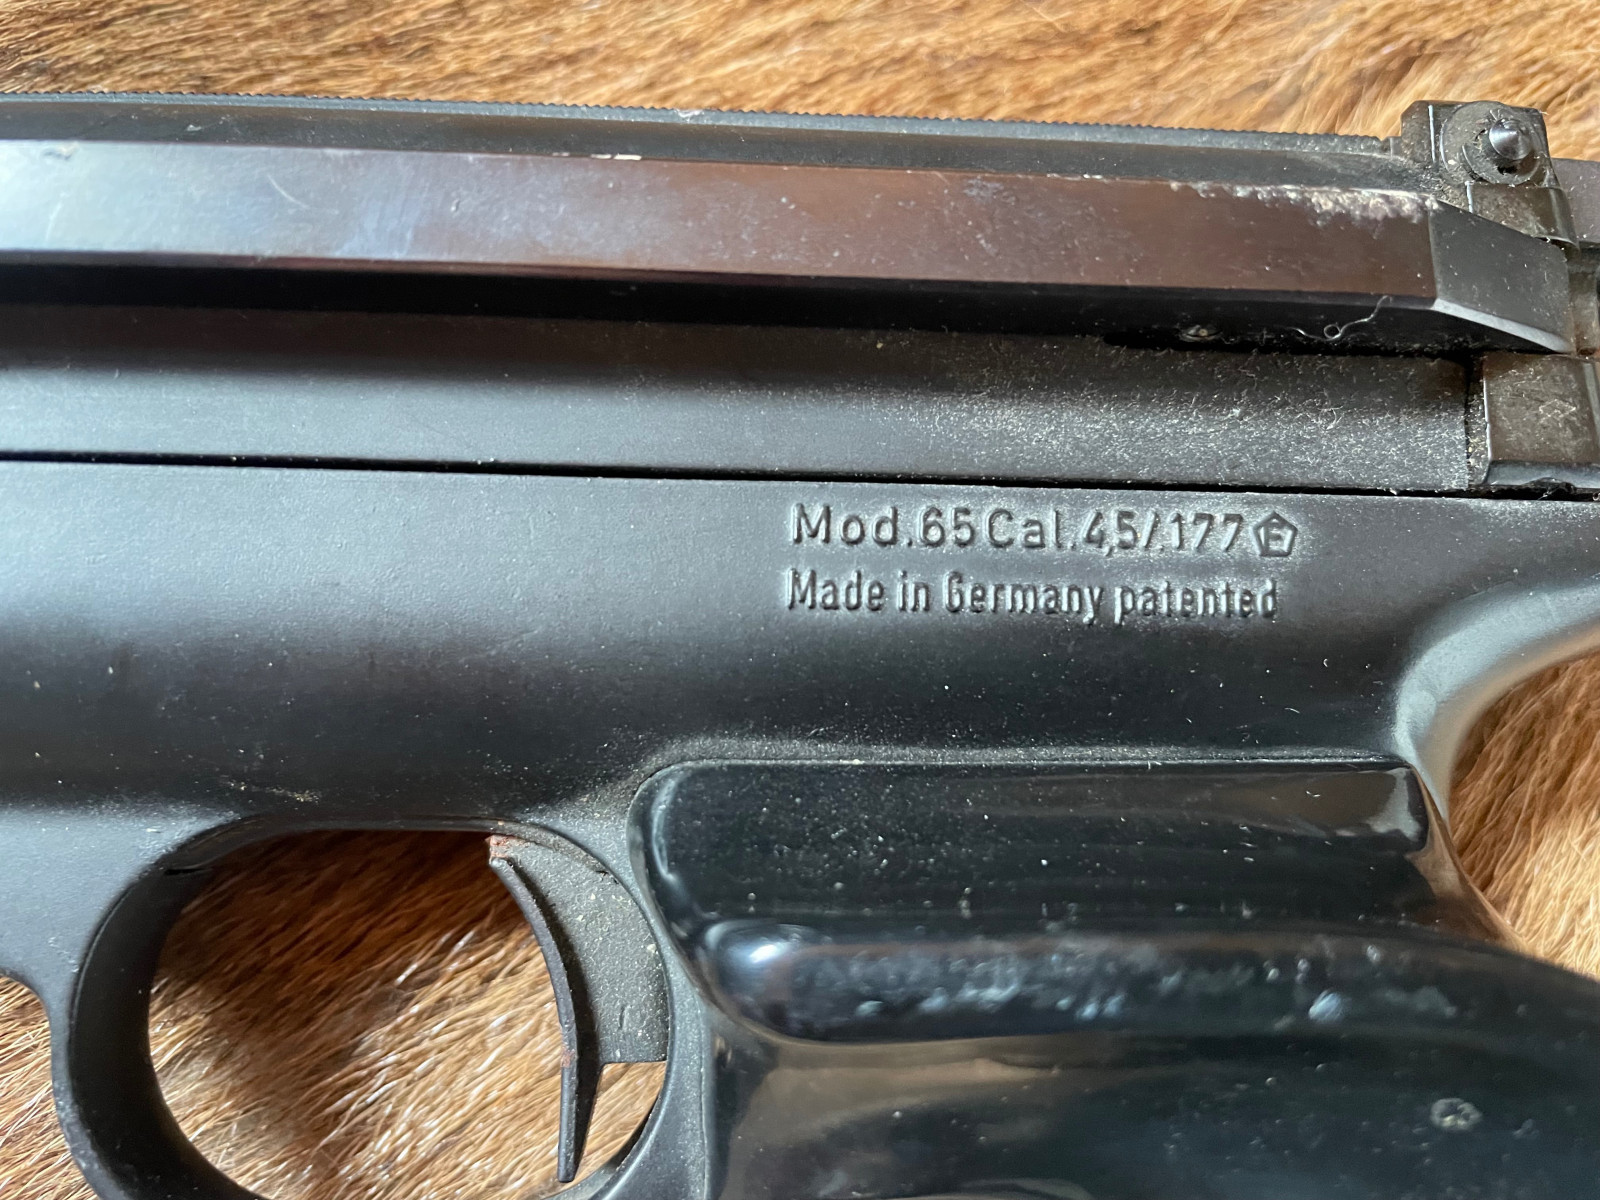 Mod.65 Cal.4,5/.177 F
Made in Germany patented